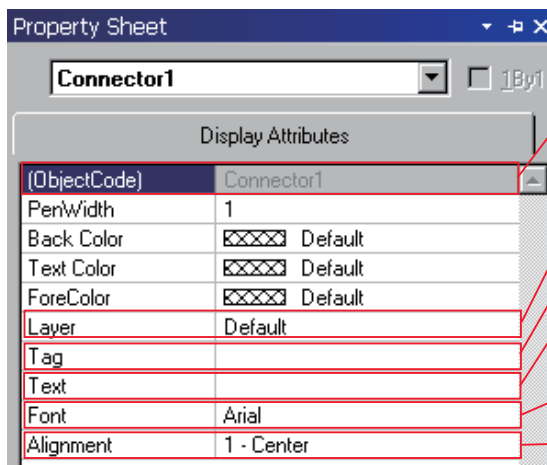 Property Sheet
Connector1 1By1
Display Attributes
(ObjectCode) Connector1
PenWidth 1
Back Color Default
Text Color Default
ForeColor Default
Layer Default
Tag
Text
Font Arial
Alignment 1 - Center